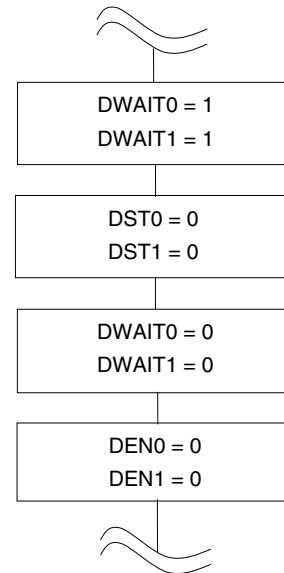 DWAIT0 = 1
DWAIT1 = 1
DST0 = 0
DST1 = 0
DWAIT0 = 0
DWAIT1 = 0
DEN0 = 0
DEN1 = 0